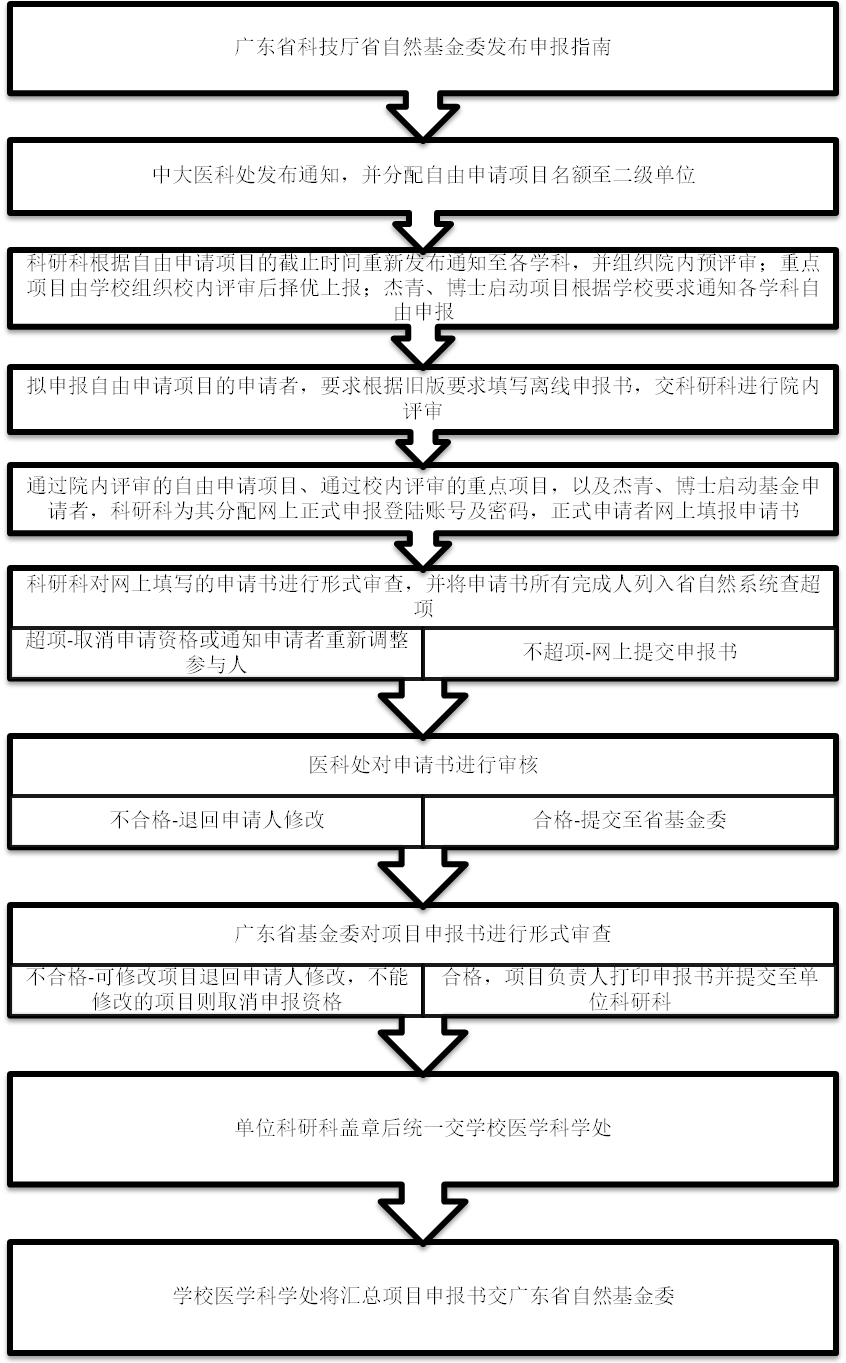 广东省科技厅省自然基金委发布申报指南
中大医科处发布通知，并分配自由申请项目名额至二级单位
科研科根据自由申请项目的截止时间重新发布通知至各学科，并组织院内预评审；重点
项目由学校组织校内评审后择优上报；杰青、博士启动项目根据学校要求通知各学科自
由申报
拟申报自由申请项目的申请者，要求根据旧版要求填写离线申报书，交科研科进行院内
评审
通过院内评审的自由申请项目、通过校内评审的重点项目，以及杰青、博士启动基金申
请者，科研科为其分配网上正式申报登陆账号及密码，正式申请者网上填报申请书
科研科对网上填写的申请书进行形式审查，并将申请书所有完成人列入省自然系统查超
项
超项-取消申请资格或通知申请者重新调整
参与人
不超项-网上提交申报书
医科处对申请书进行审核
不合格-退回申请人修改
合格-提交至省基金委
广东省基金委对项目申报书进行形式审查
不合格-可修改项目退回申请人修改，不能
修改的项目则取消申报资格
合格，项目负责人打印申报书并提交至单
位科研科
单位科研科盖章后统一交学校医学科学处
学校医学科学处将汇总项目申报书交广东省自然基金委